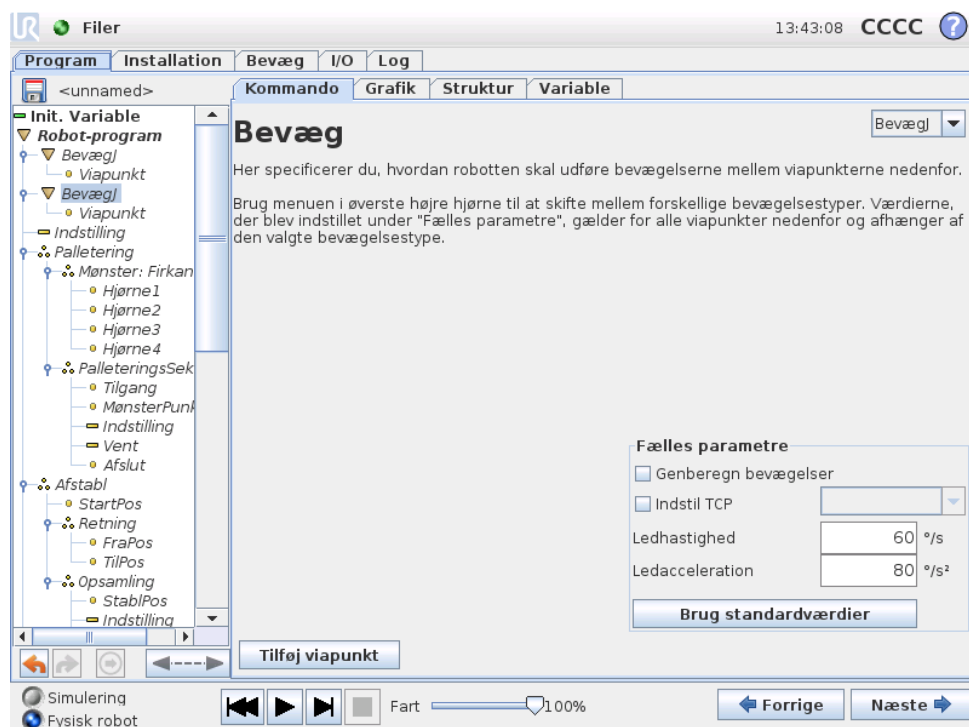 UR Filer 13:43:08 CCCC ?
Program Installation Bevæg I/O Log
<unnamed>
Kommando Grafik Struktur Variable
Init. Variable
Robot-program
BevægJ
Viapunkt
BevægJ
Viapunkt
Indstilling
Palletering
Mønster: Firkan
Hjørne1
Hjørne2
Hjørne3
Hjørne4
PalleteringsSek
Tilgang
MønsterPunk
Indstilling
Vent
Afslut
Afstabl
StartPos
Retning
FraPos
TilPos
Opsamling
StablPos
Indstilling
Bevæg
BevægJ
Her specificerer du, hvordan robotten skal udføre bevægelserne mellem viapunkterne nedenfor.
Brug menuen i øverste højre hjørne til at skifte mellem forskellige bevægelsestyper. Værdierne,
der blev indstillet under "Fælles parametre", gælder for alle viapunkter nedenfor og afhænger af
den valgte bevægelsestype.
Fælles parametre
Genberegn bevægelser
Indstil TCP
Ledhastighed 60 °/s
Ledacceleration 80 °/s²
Brug standardværdier
Tilføj viapunkt
Simulering
Fysisk robot
Fart 100%
Forrige Næste